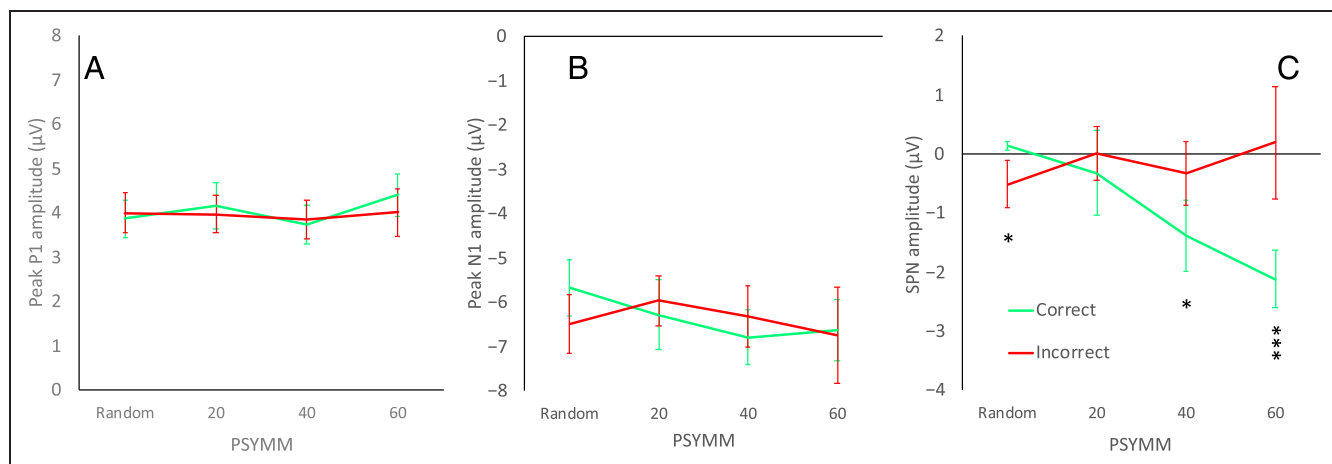 A
Peak P1 amplitude (μV)
8
7
6
5
4
3
2
1
0
Random 20 40 60
PSYMM
B
Peak N1 amplitude (μV)
0
−1
−2
−3
−4
−5
−6
−7
−8
Random 20 40 60
PSYMM
C
SPN amplitude (μV)
2
1
0
−1
−2
−3
−4
*
*
***
Correct
Incorrect
Random 20 40 60
PSYMM